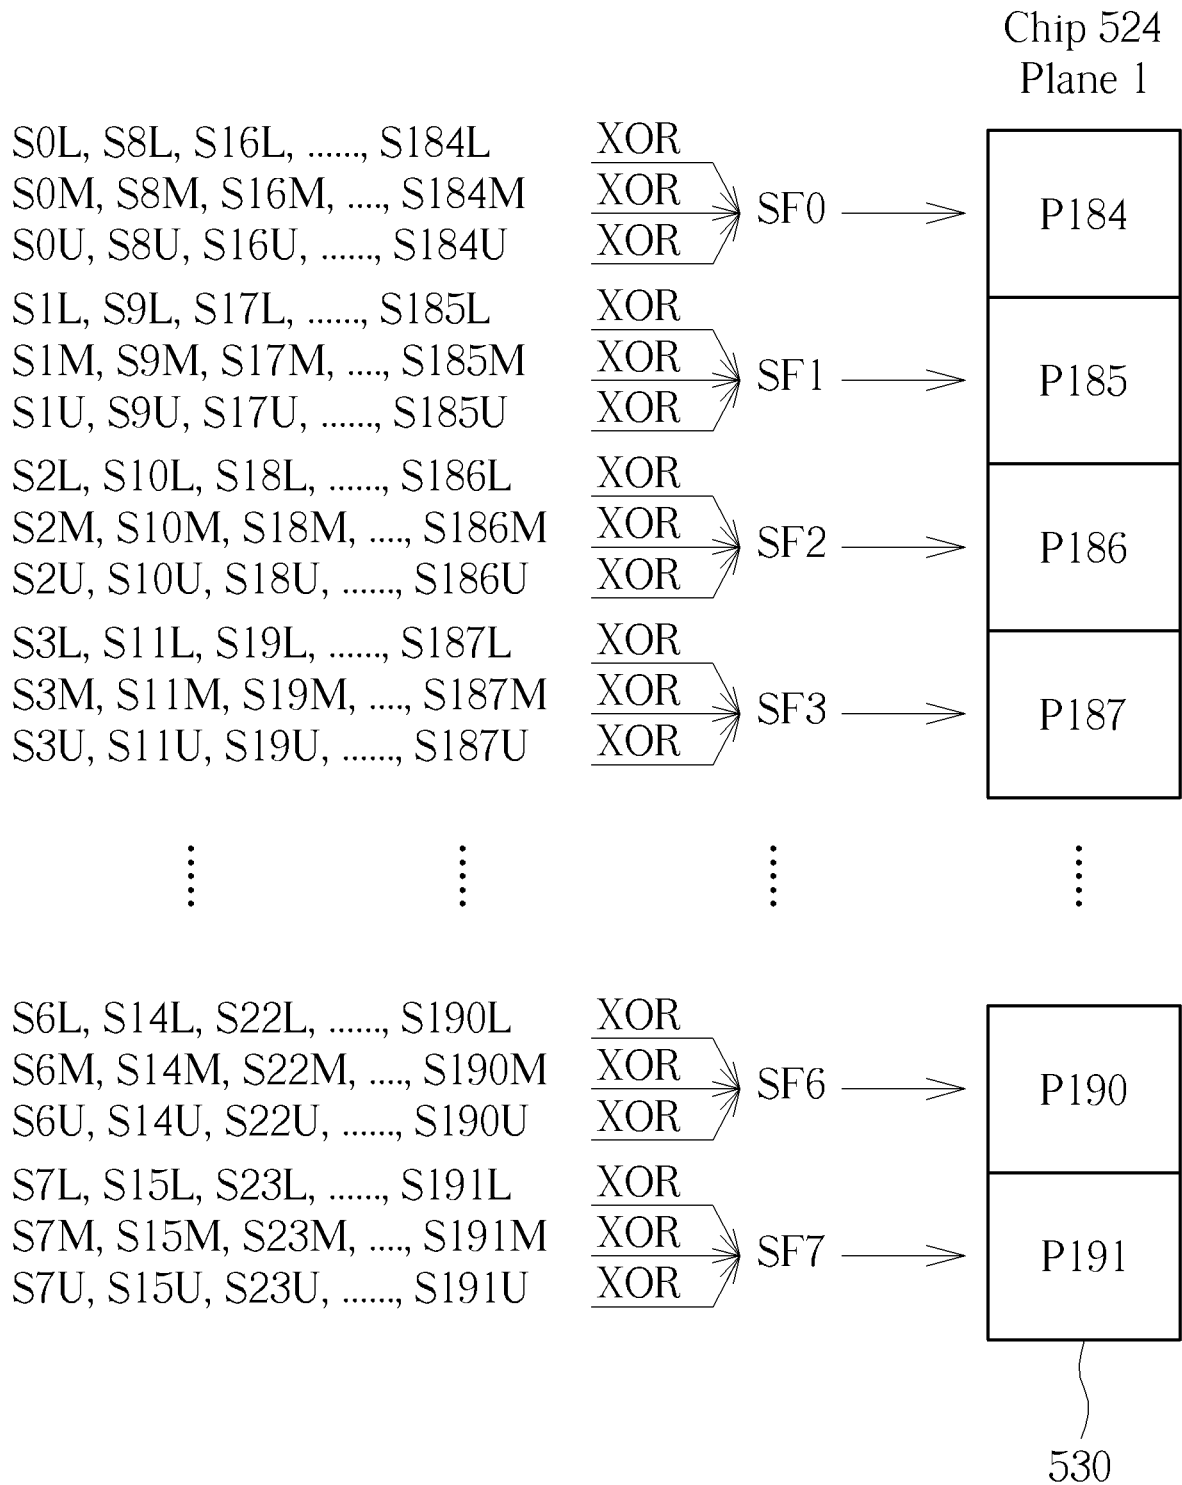 Chip 524
Plane 1
S0L, S8L, S16L, ......, S184L XOR
S0M, S8M, S16M, ...., S184M XOR SF0 P184
S0U, S8U, S16U, ......, S184U XOR
S1L, S9L, S17L, ......, S185L XOR
S1M, S9M, S17M, ...., S185M XOR SF1 P185
S1U, S9U, S17U, ......, S185U XOR
S2L, S10L, S18L, ......, S186L XOR
S2M, S10M, S18M, ...., S186M XOR SF2 P186
S2U, S10U, S18U, ......, S186U XOR
S3L, S11L, S19L, ......, S187L XOR
S3M, S11M, S19M, ...., S187M XOR SF3 P187
S3U, S11U, S19U, ......, S187U XOR
S6L, S14L, S22L, ......, S190L XOR
S6M, S14M, S22M, ...., S190M XOR SF6 P190
S6U, S14U, S22U, ......, S190U XOR
S7L, S15L, S23L, ......, S191L XOR
S7M, S15M, S23M, ...., S191M XOR SF7 P191
S7U, S15U, S23U, ......, S191U XOR
530